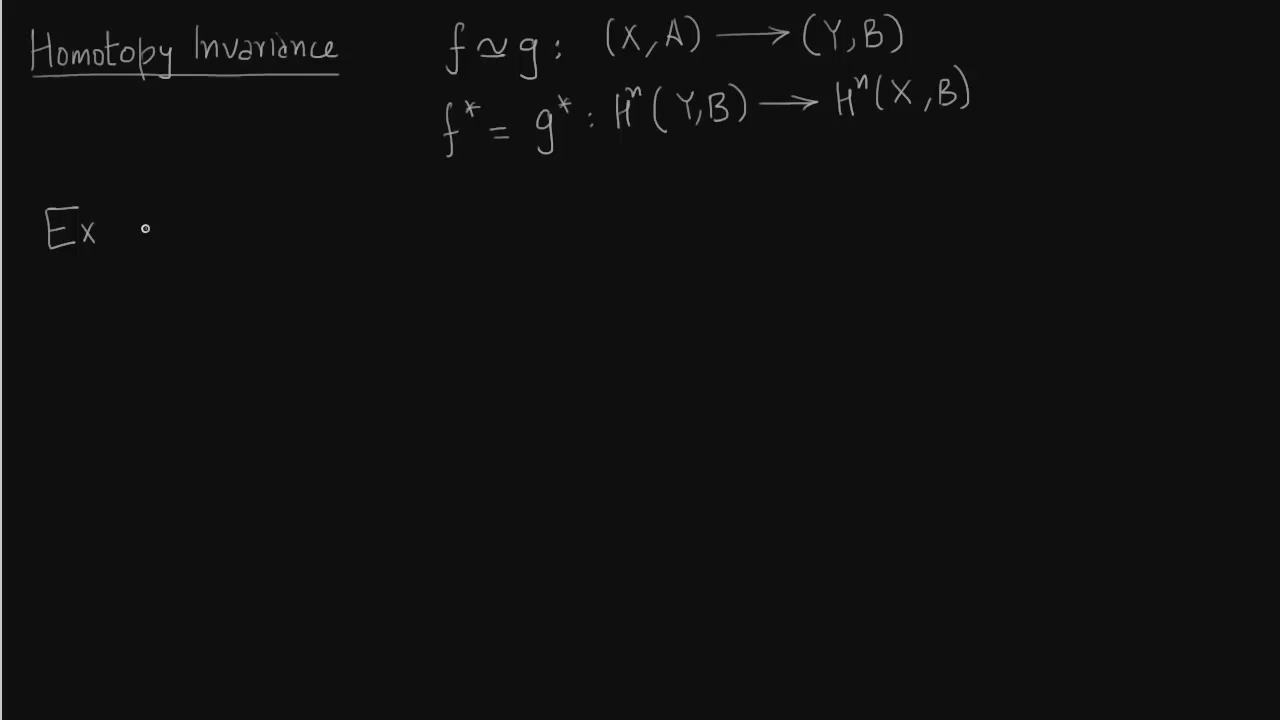 Homotopy Invariance
f ≃ g : (X, A) ⟶ (Y, B)
f* = g* : Hⁿ(Y, B) ⟶ Hⁿ(X, B)
Ex